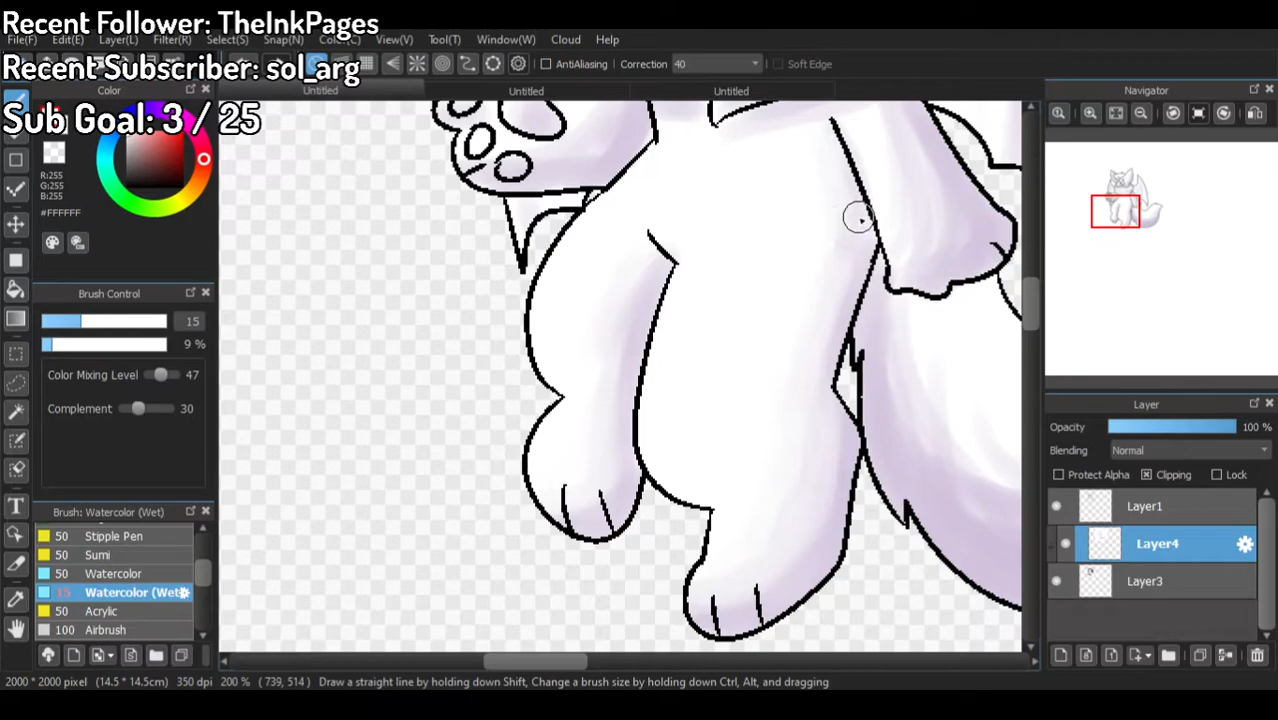 Recent Follower: TheInkPages
File(F) Edit(E) Layer(L) Filter(R) Select(S) Snap(N) View(V) Tool(T) Window(W) Cloud Help
Recent Subscriber: sol_arg
AntiAliasing Correction 40 Soft Edge
Color
Untitled Untitled Untitled
Navigator
Sub Goal: 3 / 25
R:255
G:255
B:255
#FFFFFF
Brush Control
15
9 %
Color Mixing Level 47
Complement 30
Layer
Opacity 100 %
Blending Normal
Protect Alpha Clipping Lock
Layer1
Layer4
Layer3
Brush: Watercolor (Wet)
50 Stipple Pen
50 Sumi
50 Watercolor
15 Watercolor (Wet
50 Acrylic
100 Airbrush
2000 * 2000 pixel (14.5 * 14.5cm) 350 dpi 200 % ( 739, 514 ) Draw a straight line by holding down Shift, Change a brush size by holding down Ctrl, Alt, and dragging